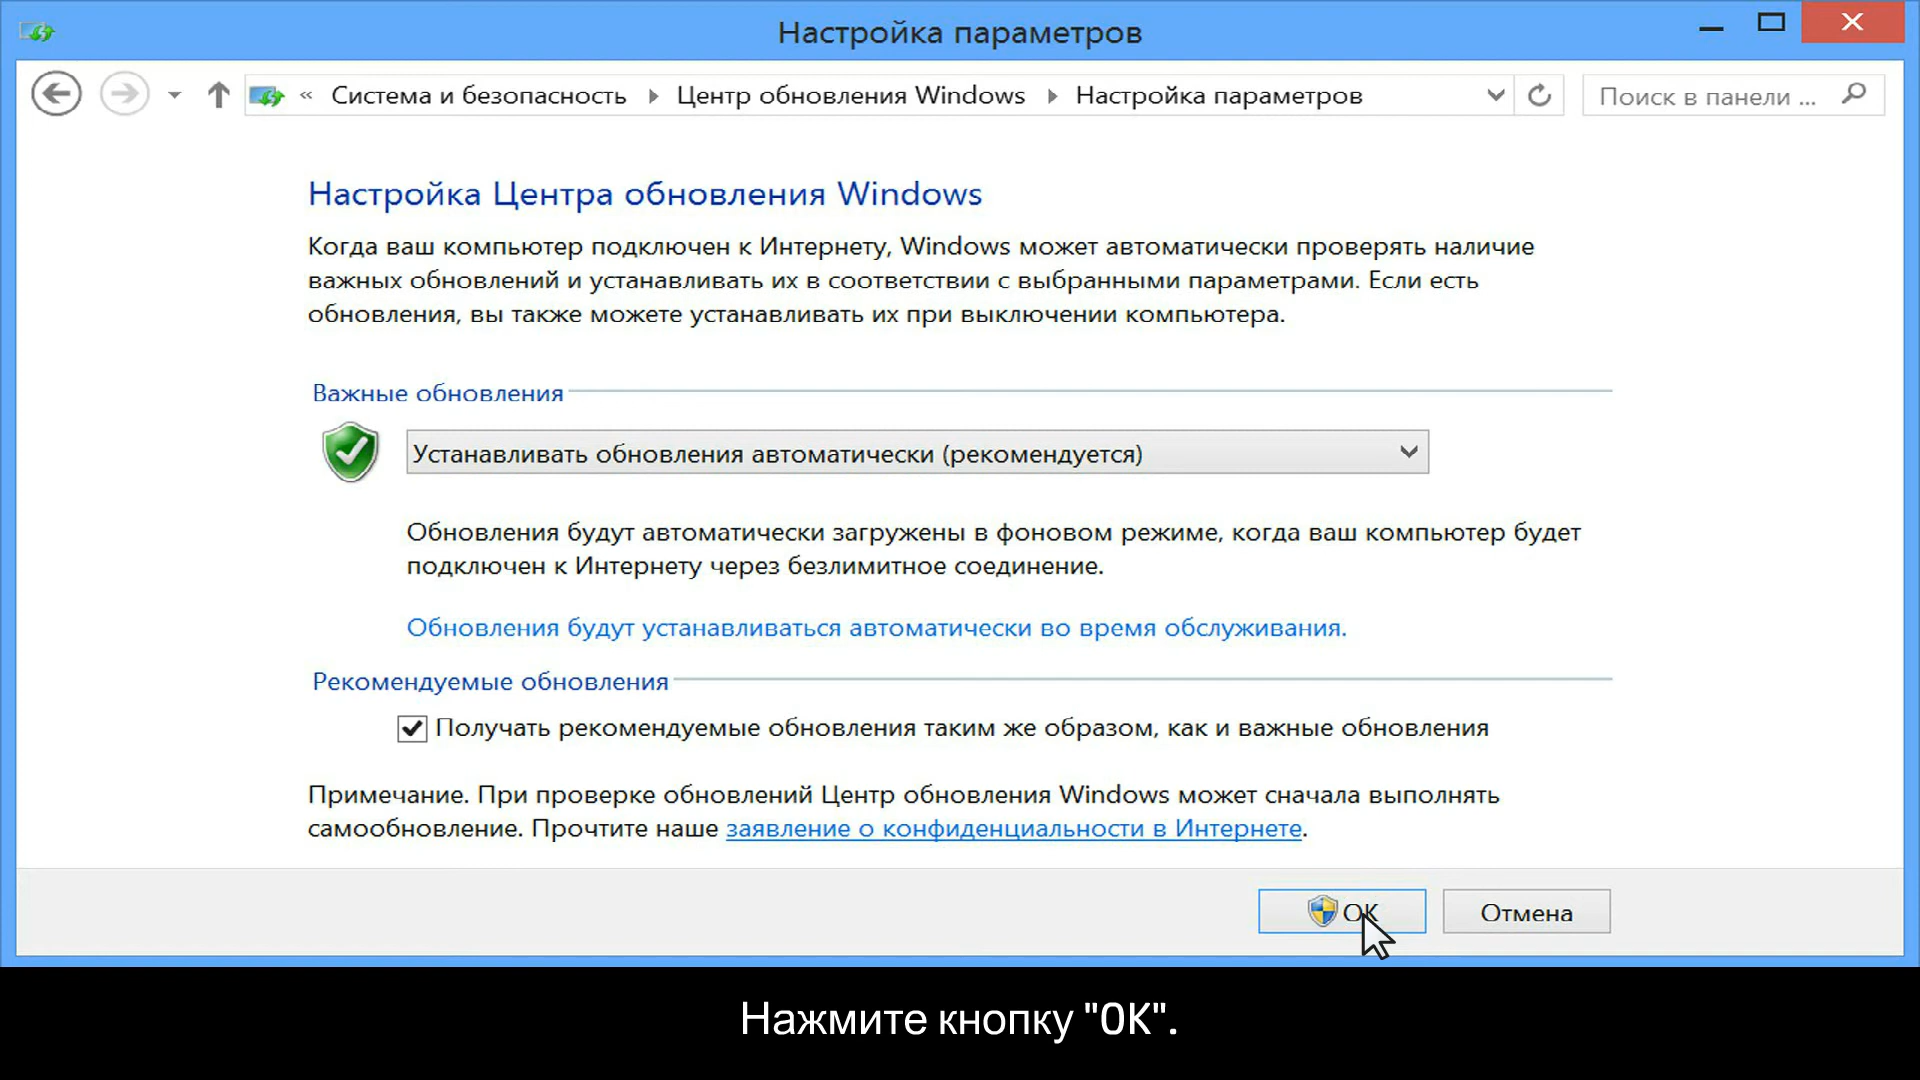 Настройка параметров
« Система и безопасность Центр обновления Windows Настройка параметров Поиск в панели ...
Настройка Центра обновления Windows
Когда ваш компьютер подключен к Интернету, Windows может автоматически проверять наличие
важных обновлений и устанавливать их в соответствии с выбранными параметрами. Если есть
обновления, вы также можете устанавливать их при выключении компьютера.
Важные обновления
Устанавливать обновления автоматически (рекомендуется)
Обновления будут автоматически загружены в фоновом режиме, когда ваш компьютер будет
подключен к Интернету через безлимитное соединение.
Обновления будут устанавливаться автоматически во время обслуживания.
Рекомендуемые обновления
Получать рекомендуемые обновления таким же образом, как и важные обновления
Примечание. При проверке обновлений Центр обновления Windows может сначала выполнять
самообновление. Прочтите наше заявление о конфиденциальности в Интернете.
ОК Отмена
Нажмите кнопку "ОК".